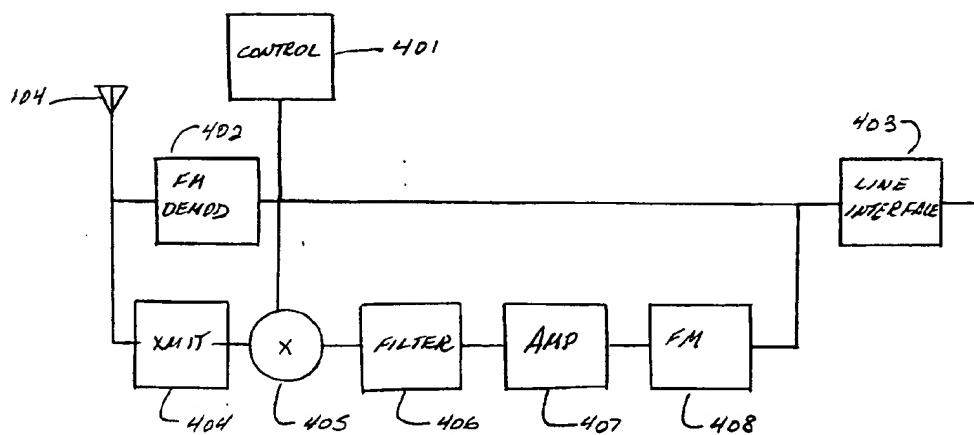 CONTROL
401
104
402
403
FM
DEMOD
LINE
INTERFACE
XMIT
X
FILTER
AMP
FM
404
405
406
407
408